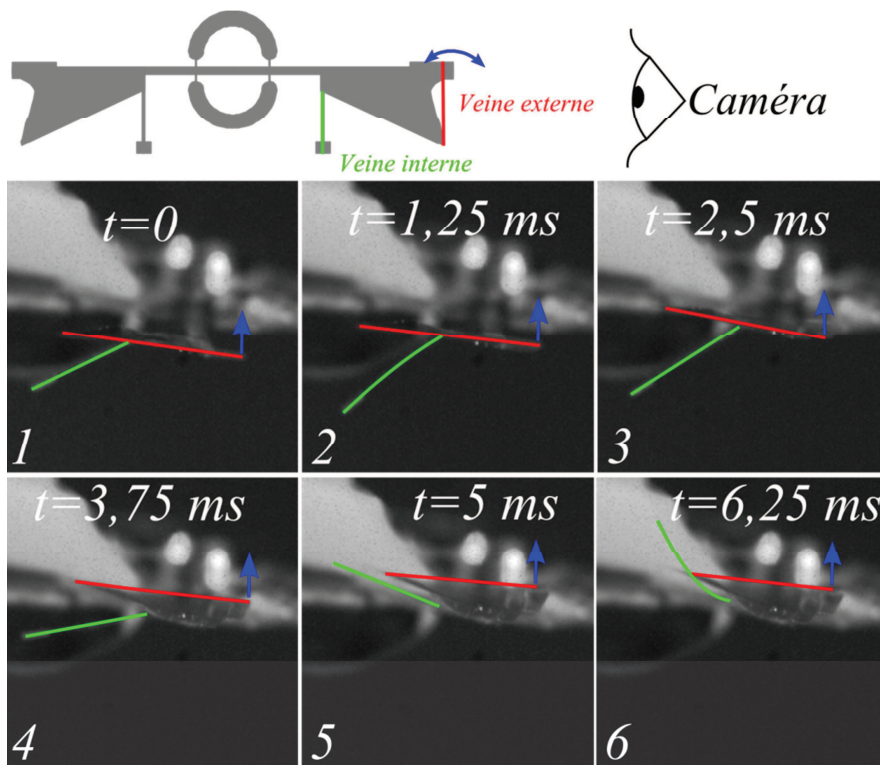 Veine externe
Caméra
Veine interne
t=0
t=1,25 ms
t=2,5 ms
1
2
3
t=3,75 ms
t=5 ms
t=6,25 ms
4
5
6